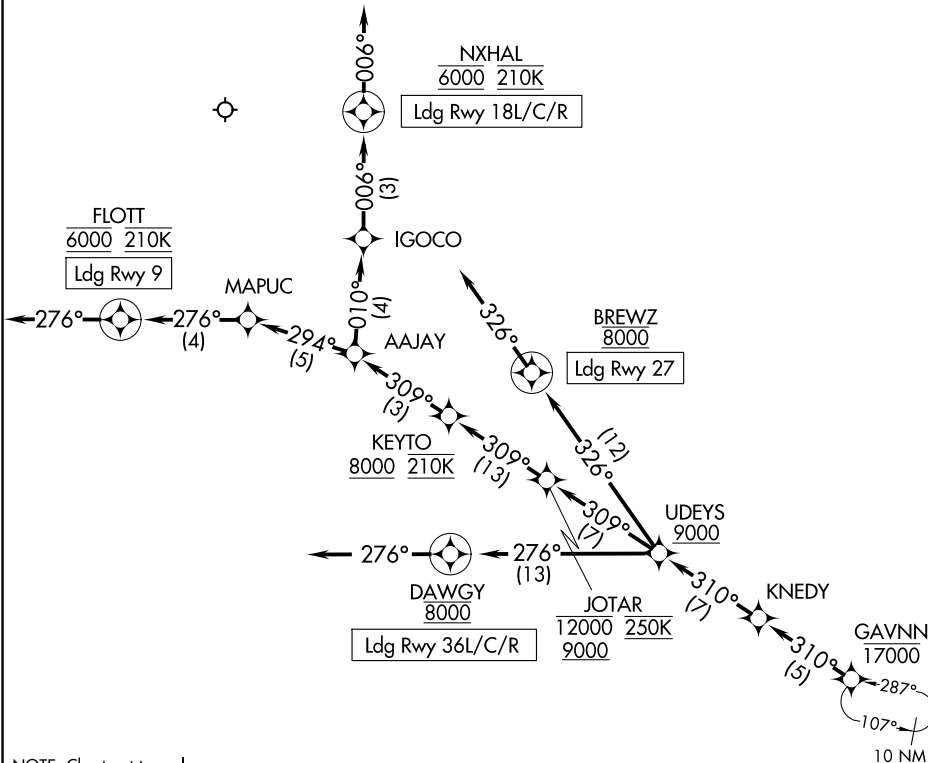 006°
NXHAL
6000 210K
Ldg Rwy 18L/C/R
006°
(3)
FLOTT
6000 210K
Ldg Rwy 9
IGOCO
MAPUC
010°
(4)
276°
276°
(4)
294°
(5)
AAJAY
326°
BREWZ
8000
Ldg Rwy 27
309°
(3)
KEYTO
8000 210K
309°
(13)
(12)
326°
309°
(7)
UDEYS
9000
276°
276°
(13)
DAWGY
8000
Ldg Rwy 36L/C/R
JOTAR
12000 250K
9000
310°
(7)
KNEDY
310°
(5)
GAVNN
17000
287°
107°
10 NM